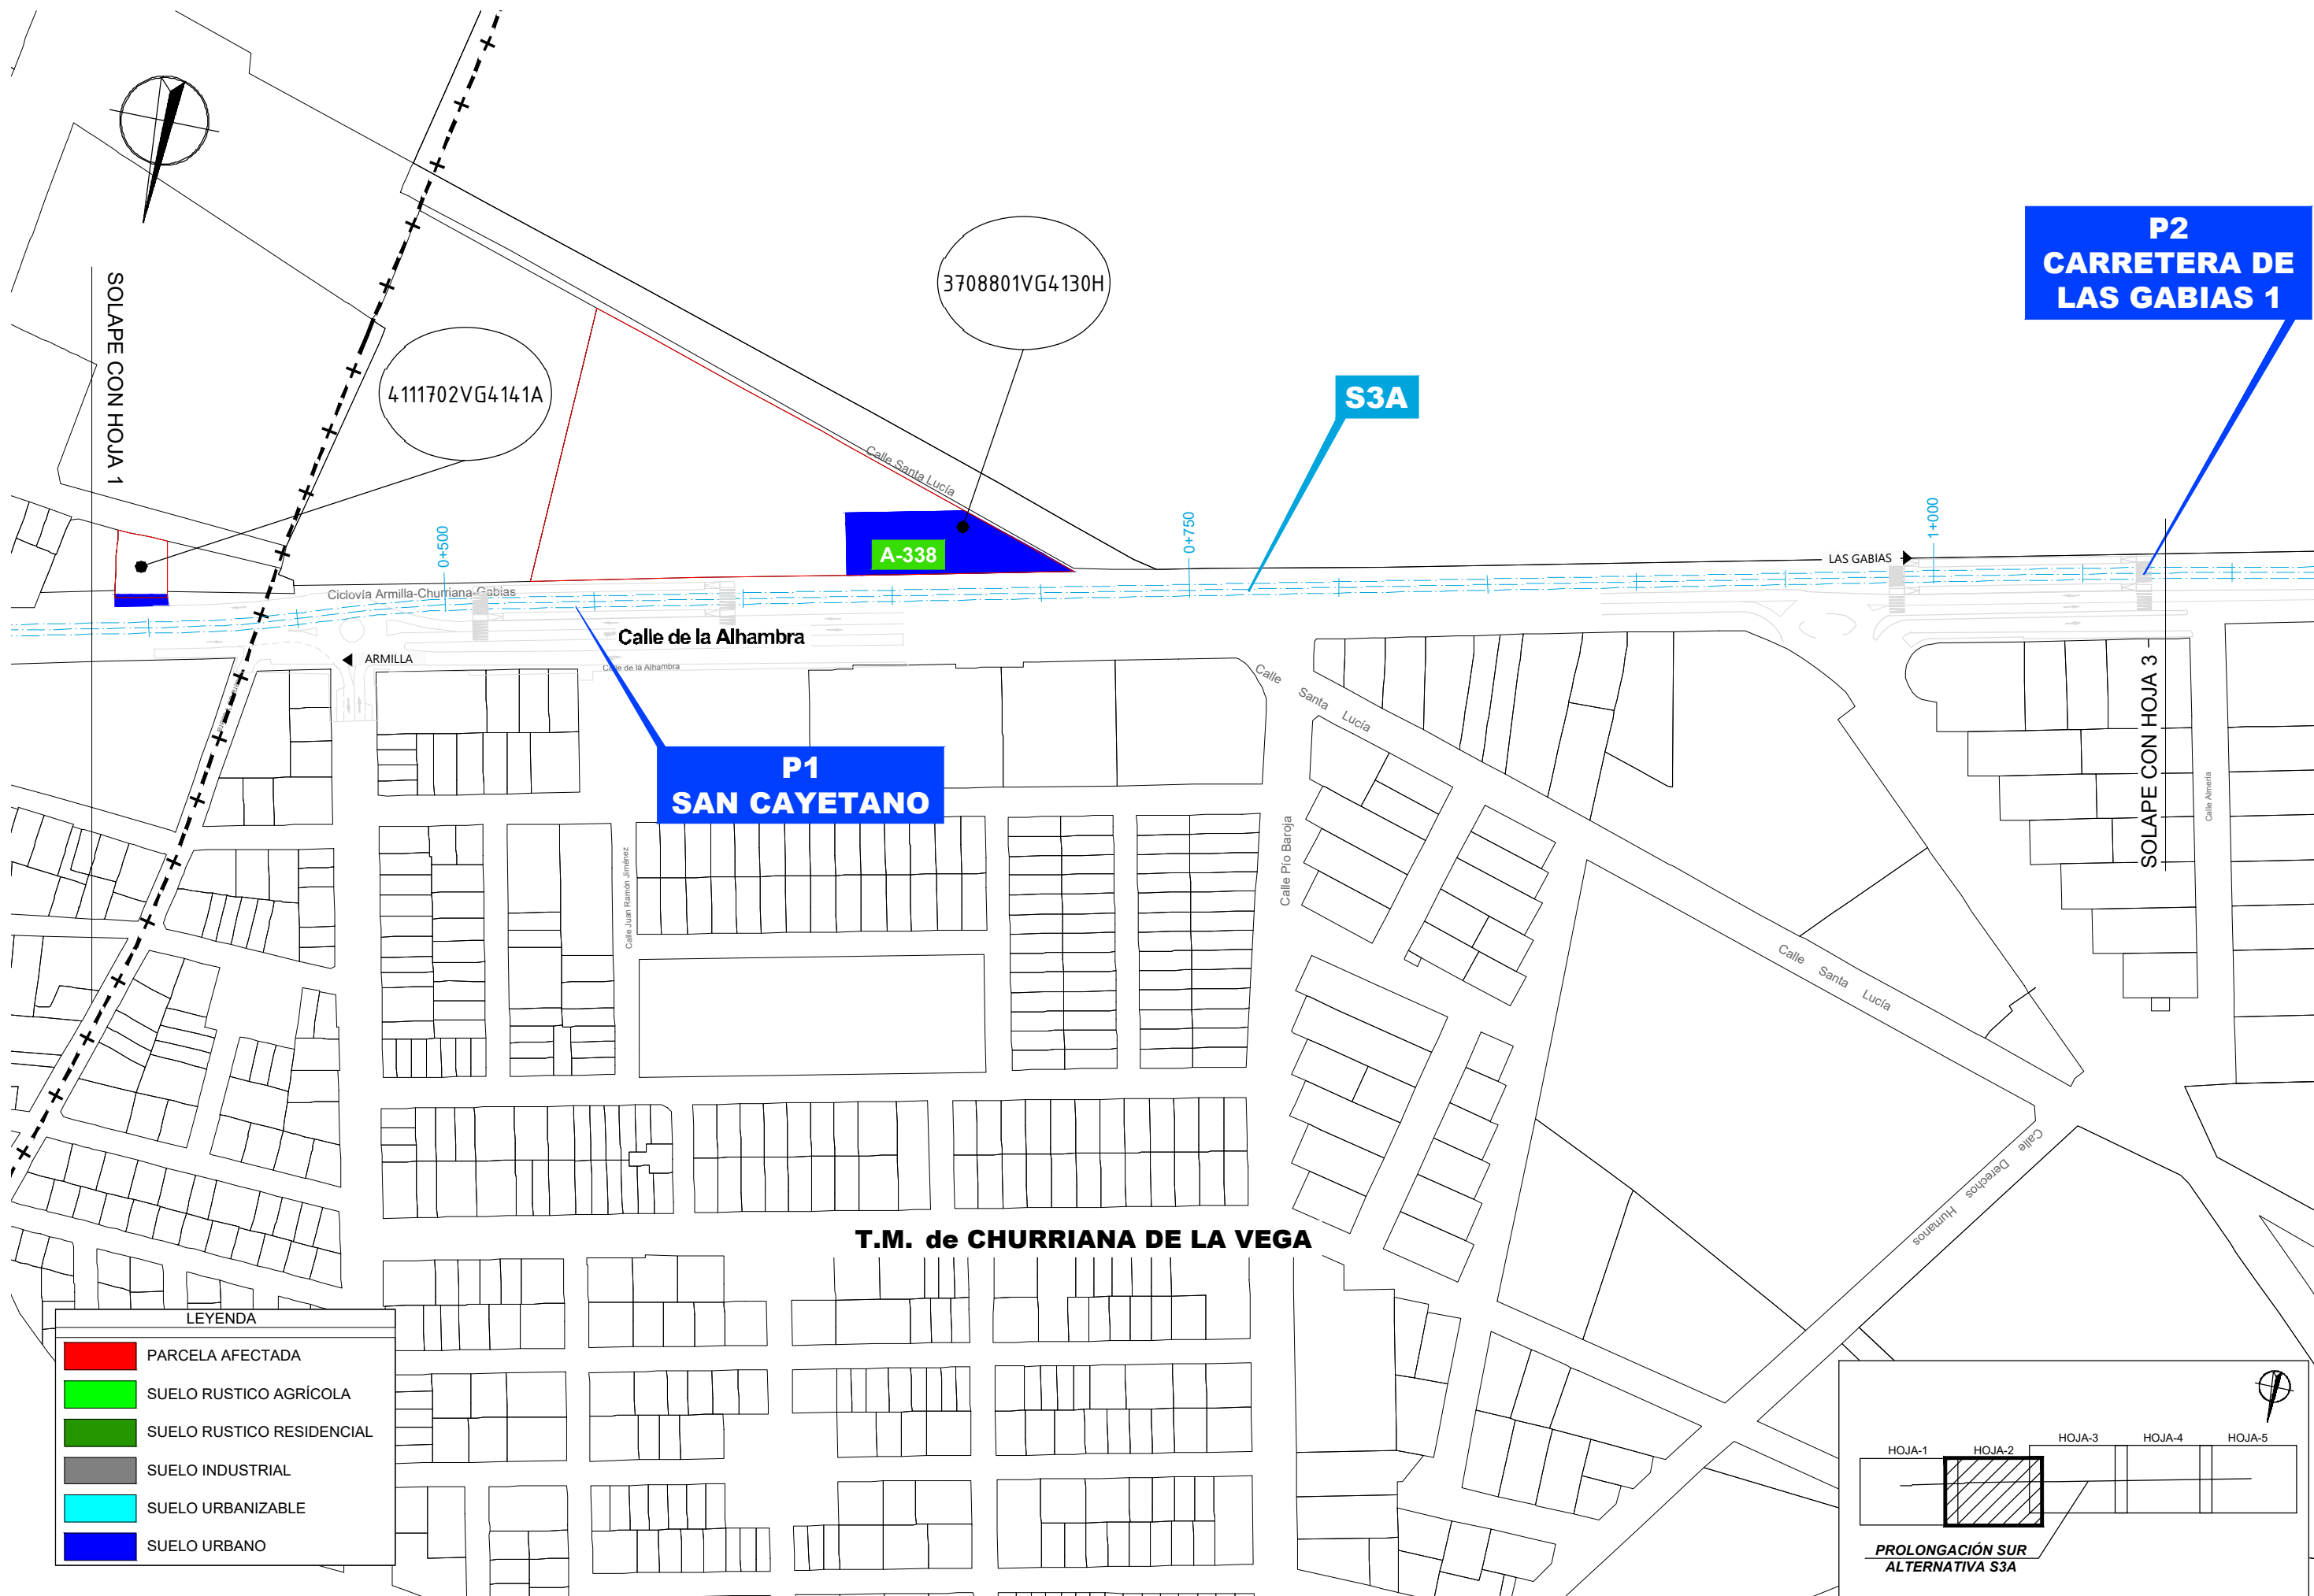 SOLAPE CON HOJA 1
4111702VG4141A
3708801VG4130H
P2
CARRETERA DE
LAS GABIAS 1
S3A
Calle Santa Lucía
A-338
0+500
0+750
1+000
LAS GABIAS
Ciclovía Armilla-Churriana-Gabias
Calle de la Alhambra
ARMILLA
Calle de la Alhambra
P1
SAN CAYETANO
Calle Santa Lucía
Calle Juan Ramón Jiménez
Calle Pío Baroja
SOLAPE CON HOJA 3
Calle Almería
Calle Santa Lucía
Calle Derechos Humanos
T.M. de CHURRIANA DE LA VEGA
LEYENDA
PARCELA AFECTADA
SUELO RUSTICO AGRÍCOLA
SUELO RUSTICO RESIDENCIAL
SUELO INDUSTRIAL
SUELO URBANIZABLE
SUELO URBANO
HOJA-1
HOJA-2
HOJA-3
HOJA-4
HOJA-5
PROLONGACIÓN SUR
ALTERNATIVA S3A